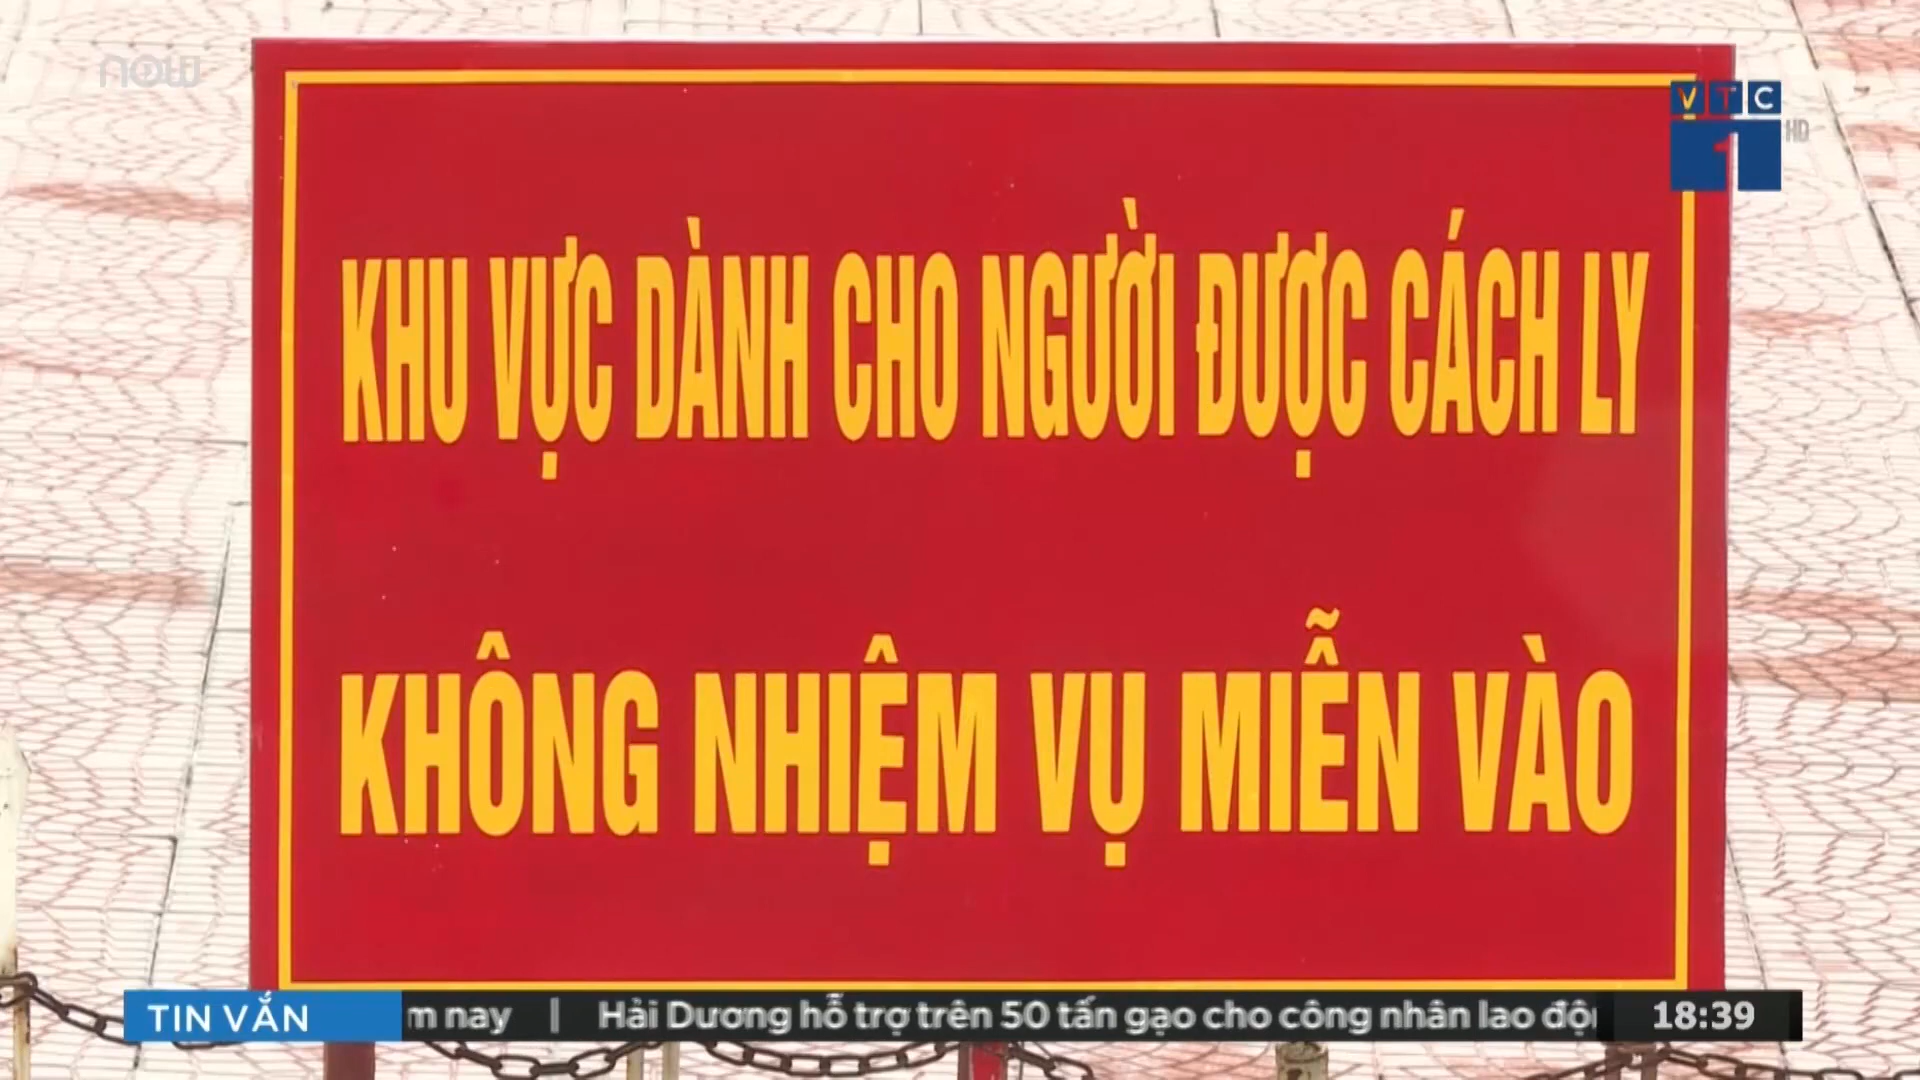 now
VTC
1 HD
KHU VỰC DÀNH CHO NGƯỜI ĐƯỢC CÁCH LY
KHÔNG NHIỆM VỤ MIỄN VÀO
TIN VẮN m nay | Hải Dương hỗ trợ trên 50 tấn gạo cho công nhân lao độ 18:39